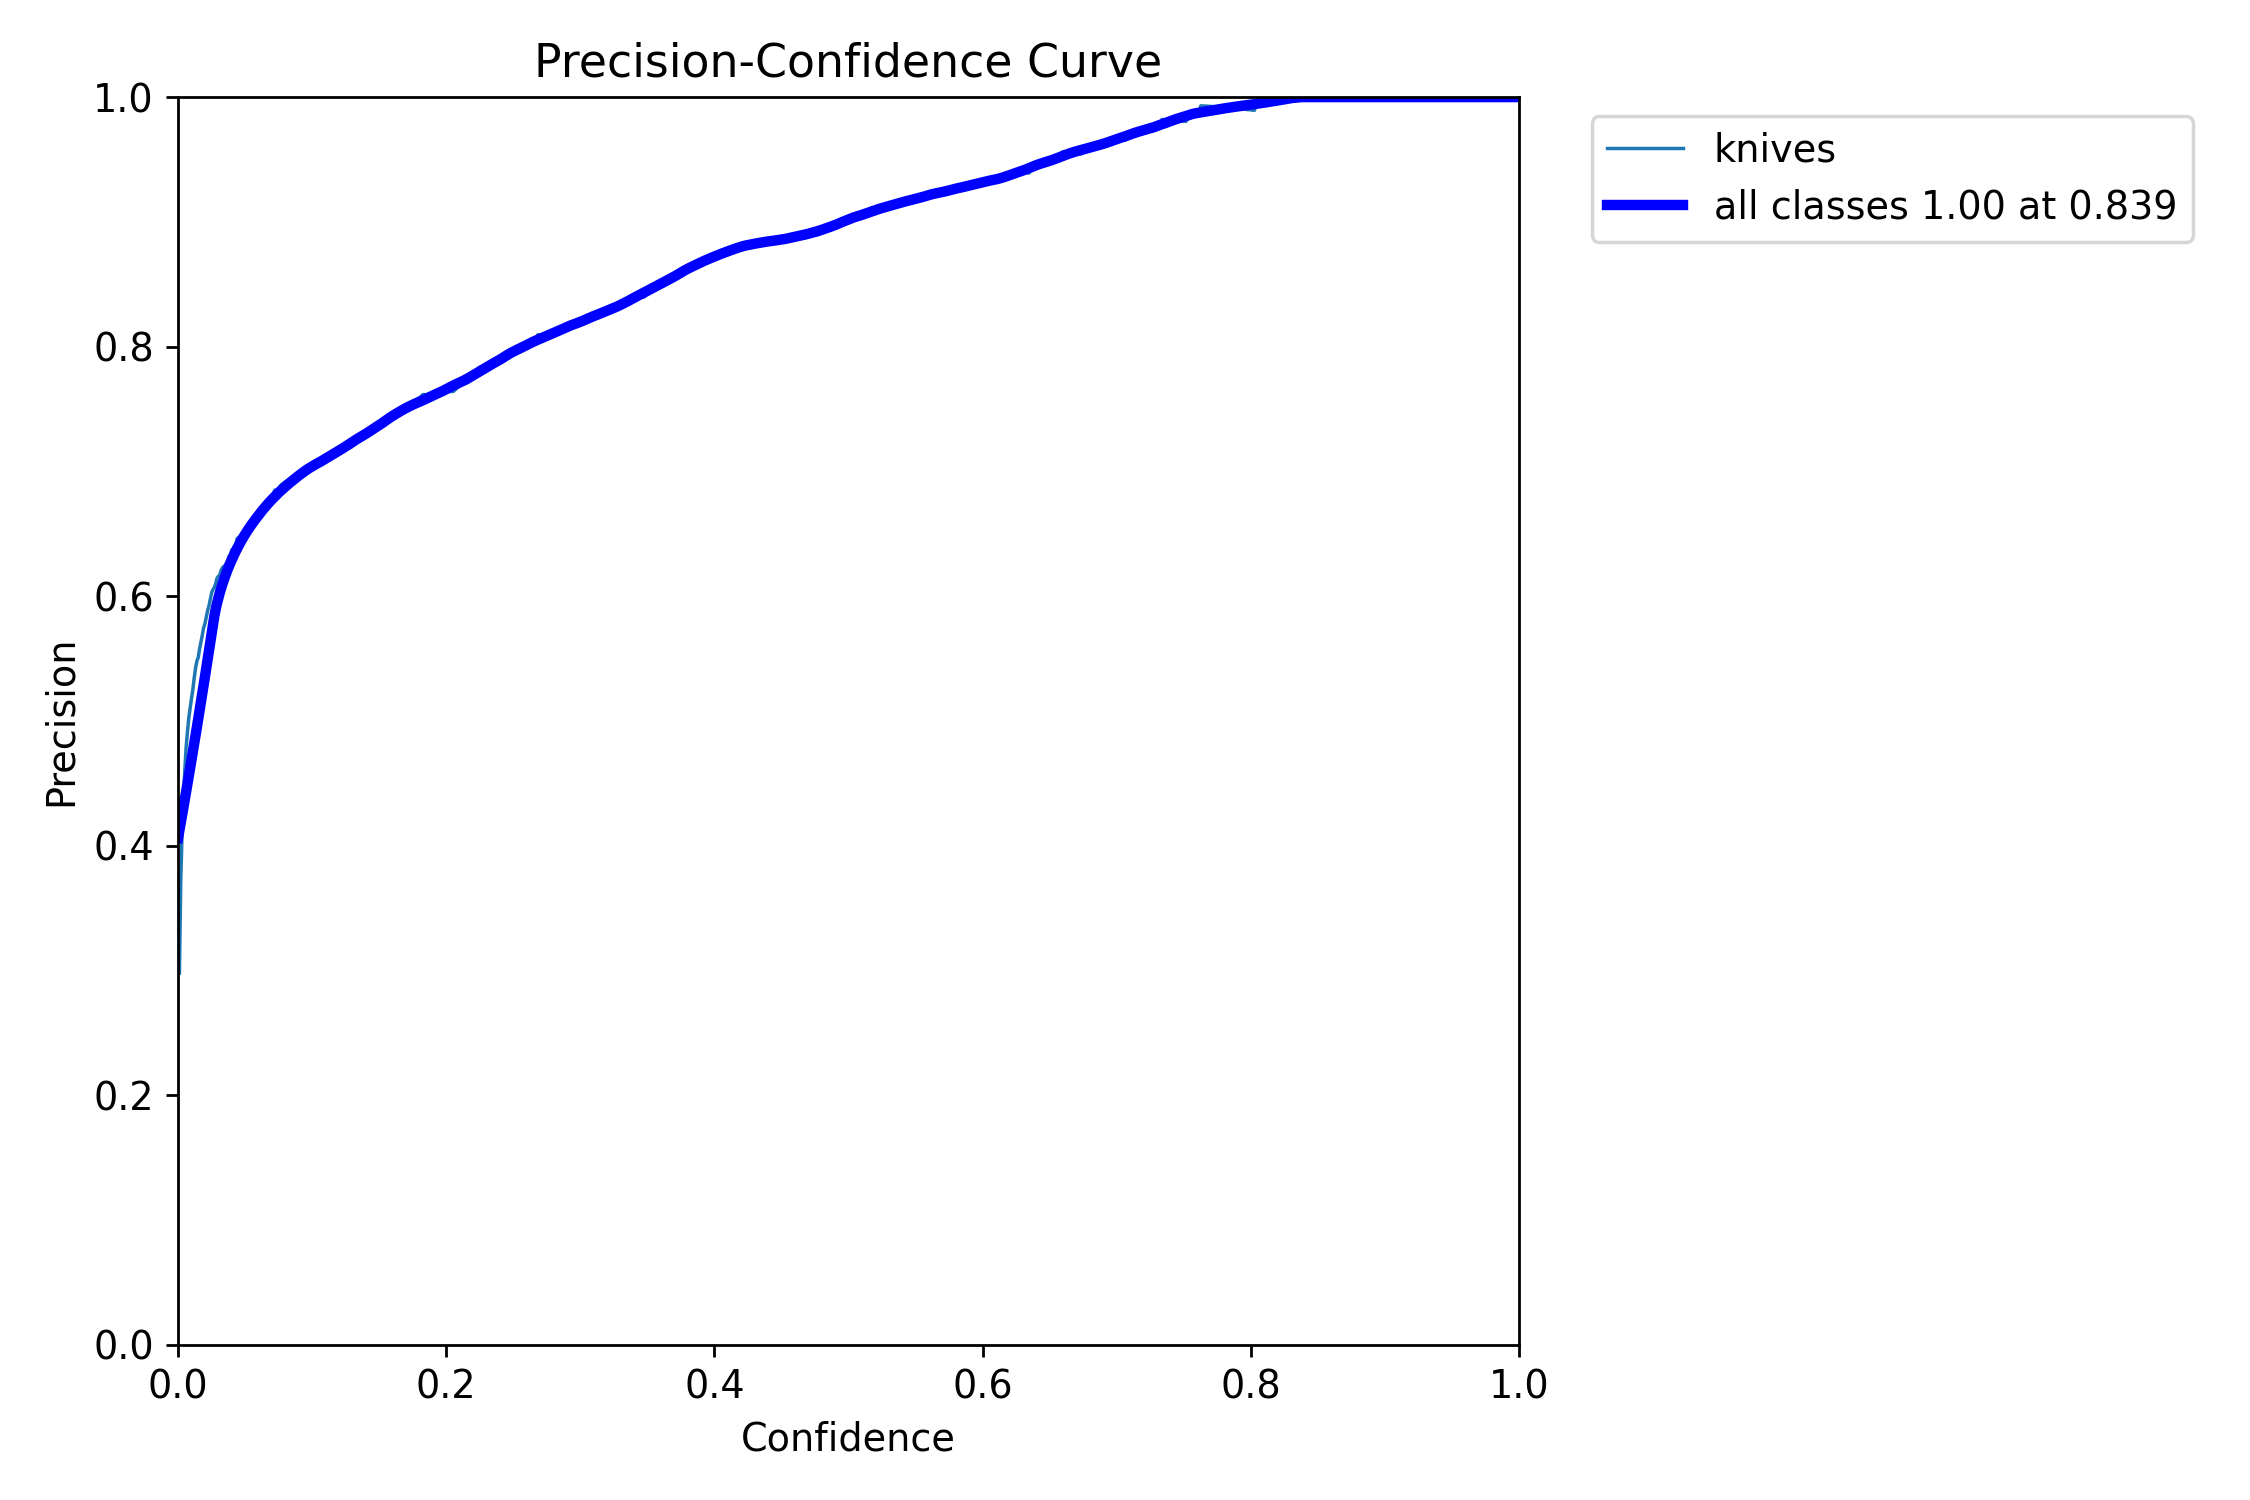 Precision-Confidence Curve
1.0
0.8
0.6
0.4
0.2
0.0
Precision
0.0 0.2 0.4 0.6 0.8 1.0
Confidence
knives
all classes 1.00 at 0.839